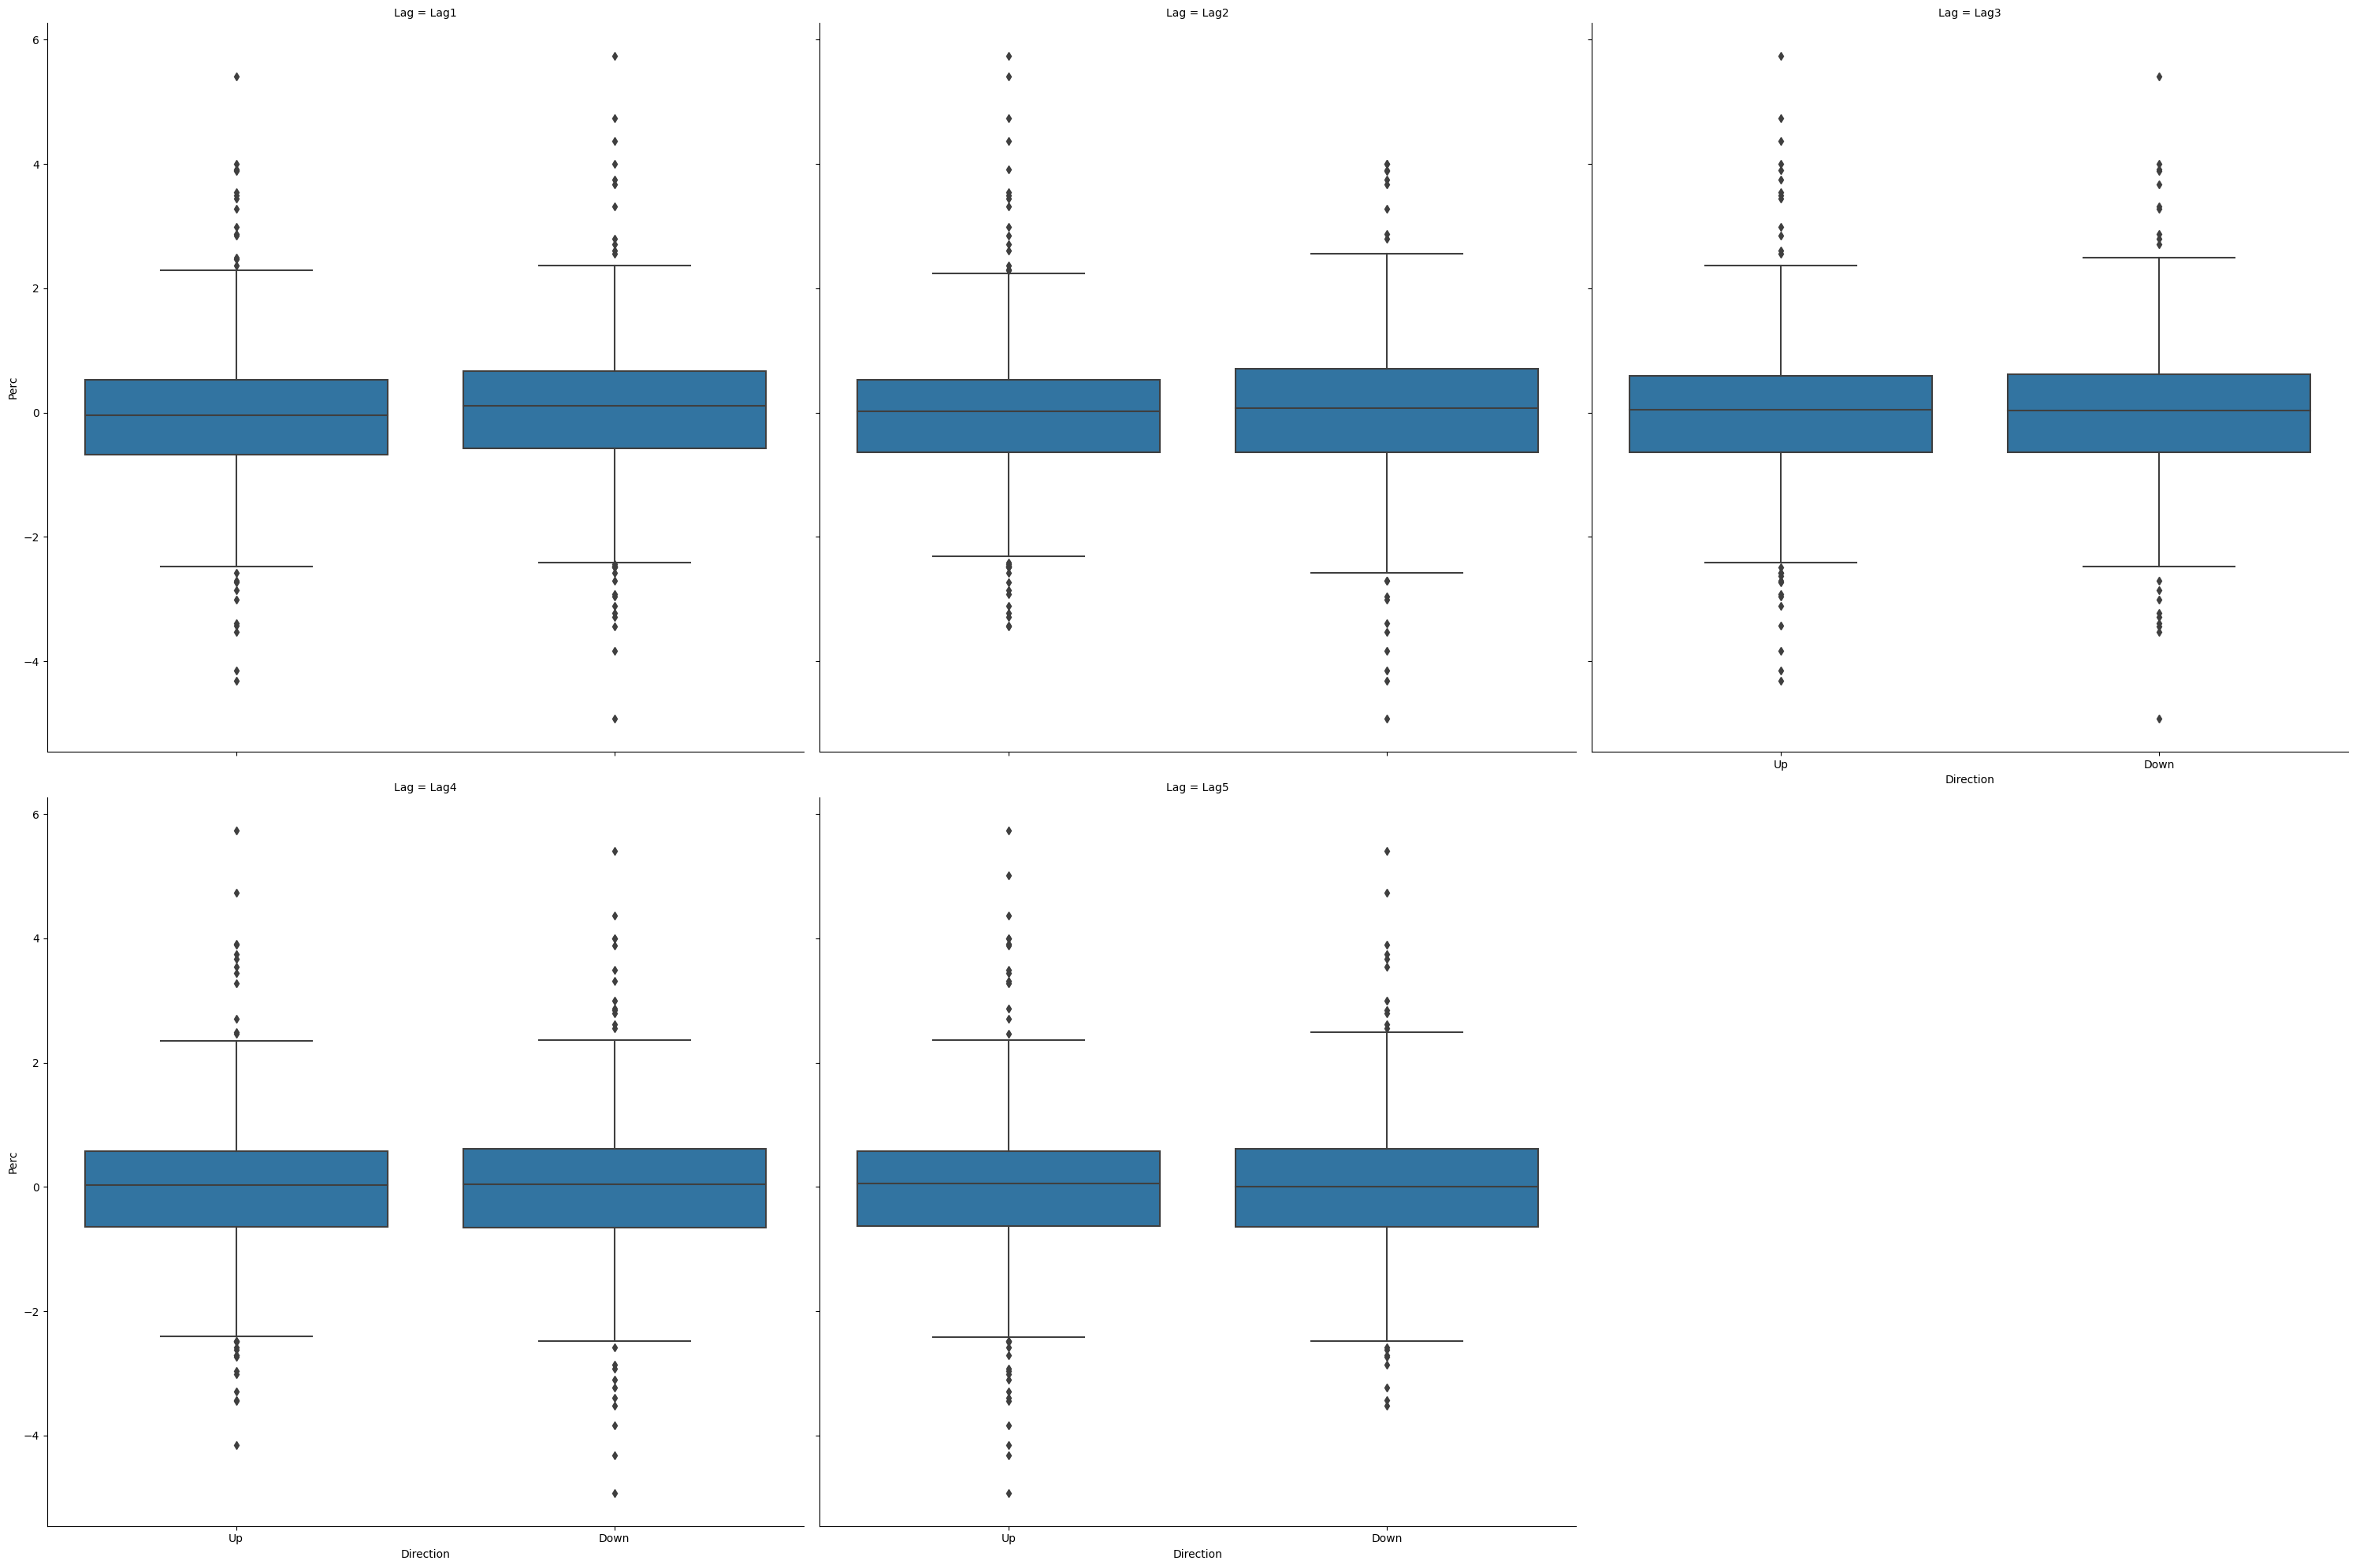 Lag = Lag1
Lag = Lag2
Lag = Lag3
6
4
2
0
−2
−4
Perc
Up
Down
Direction
Lag = Lag4
Lag = Lag5
6
4
2
0
−2
−4
Perc
Up
Down
Up
Down
Direction
Direction